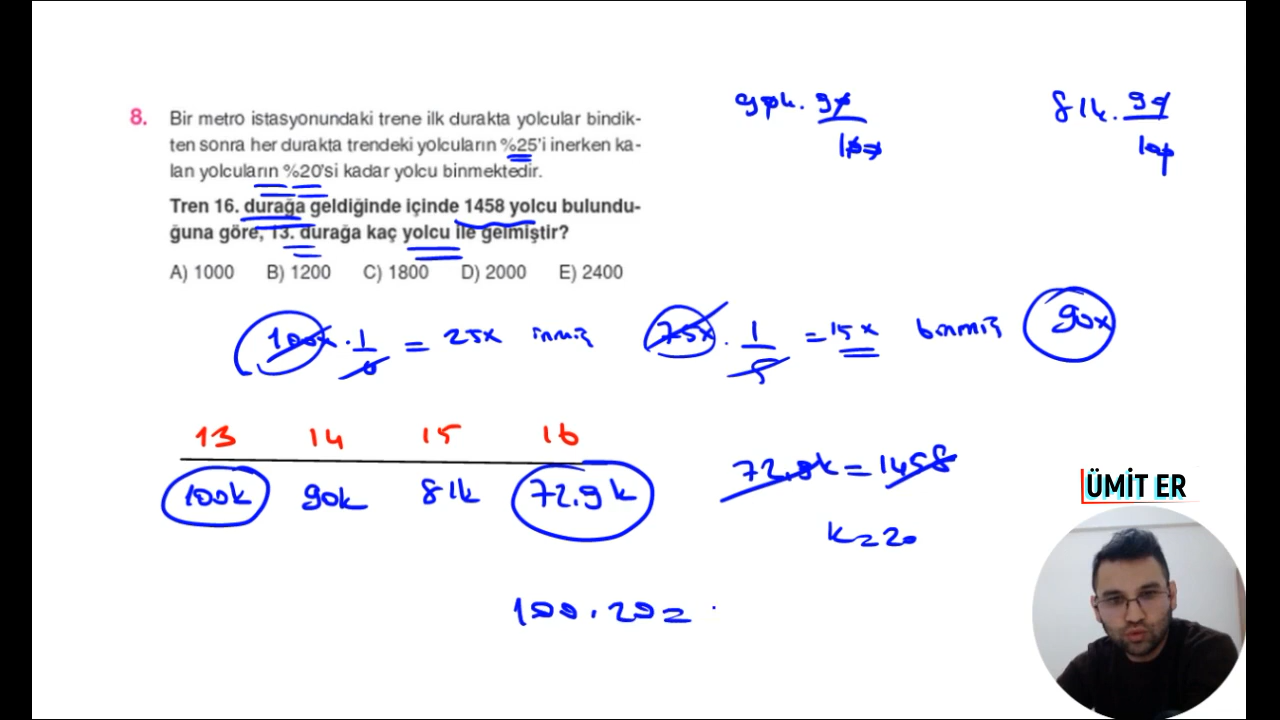 8. Bir metro istasyonundaki trene ilk durakta yolcular bindik-
ten sonra her durakta trendeki yolcuların %25'i inerken ka-
lan yolcuların %20'si kadar yolcu binmektedir.
Tren 16. durağa geldiğinde içinde 1458 yolcu bulundu-
ğuna göre, 13. durağa kaç yolcu ile gelmiştir?
A) 1000 B) 1200 C) 1800 D) 2000 E) 2400
90k . 90/100
81k . 90/100
100x . 1/4 = 25x inmiş
75x . 1/5 = 15x binmiş
90x
13 14 15 16
100k 90k 81k 72.9k
72.9k = 1458
k = 20
100 . 20 =
ÜMİT ER